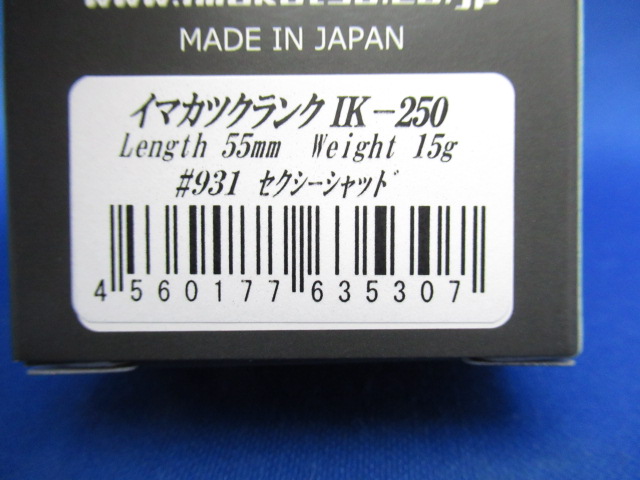 MADE IN JAPAN
イマカツクランク IK-250
Length 55mm Weight 15g
#931 セクシーシャッド
4 560177 635307